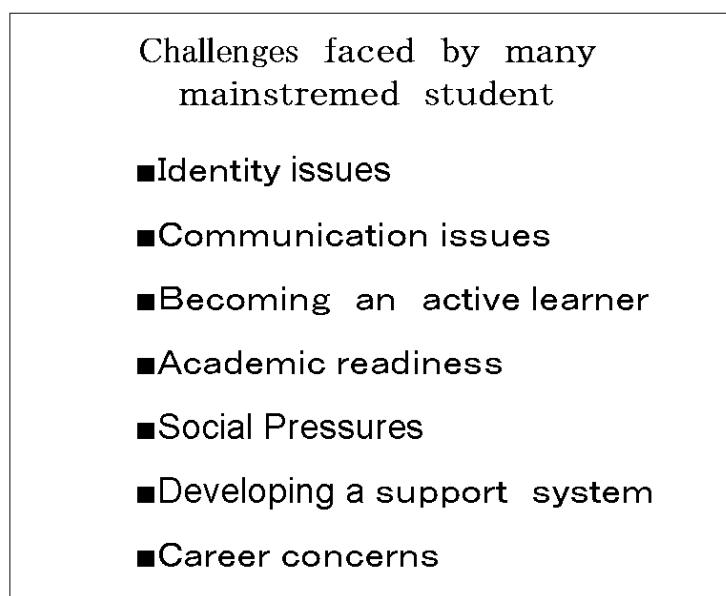 Challenges faced by many
mainstremed student
■Identity issues
■Communication issues
■Becoming an active learner
■Academic readiness
■Social Pressures
■Developing a support system
■Career concerns